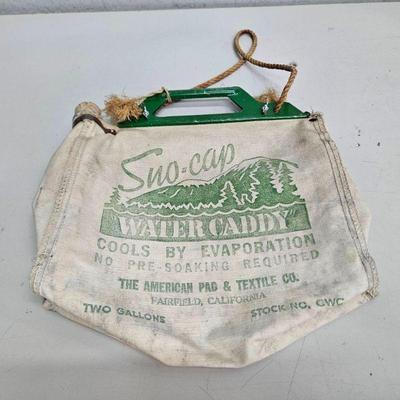 Sno-cap
WATER CADDY
COOLS BY EVAPORATION
NO PRE-SOAKING REQUIRED
THE AMERICAN PAD & TEXTILE CO.
FAIRFIELD, CALIFORNIA
TWO GALLONS STOCK NO. CWC